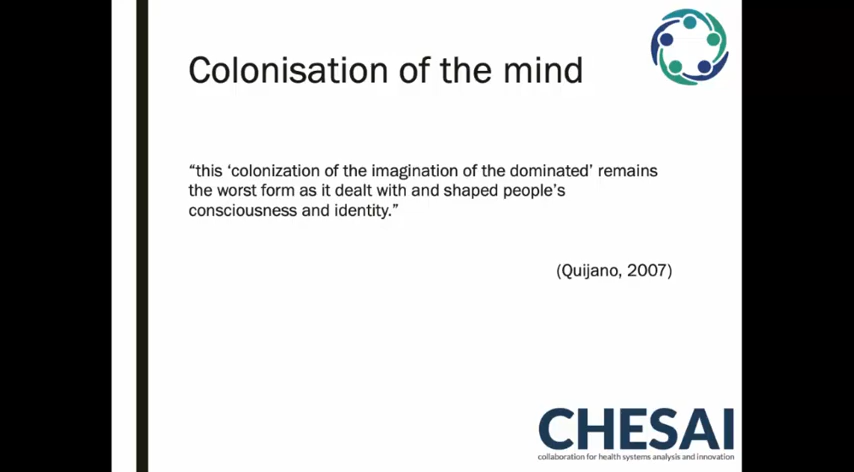 Colonisation of the mind
“this ‘colonization of the imagination of the dominated’ remains
the worst form as it dealt with and shaped people’s
consciousness and identity.”
(Quijano, 2007)
CHESAI
collaboration for health systems analysis and innovation